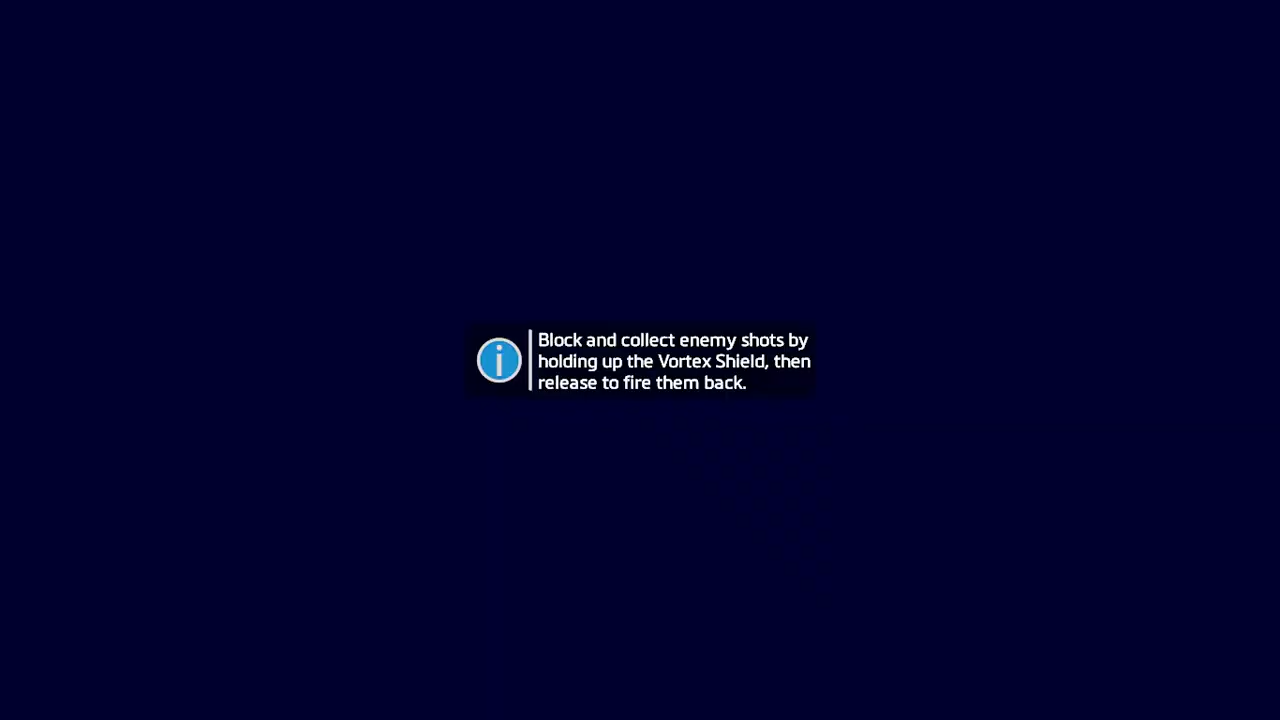 Block and collect enemy shots by
holding up the Vortex Shield, then
release to fire them back.